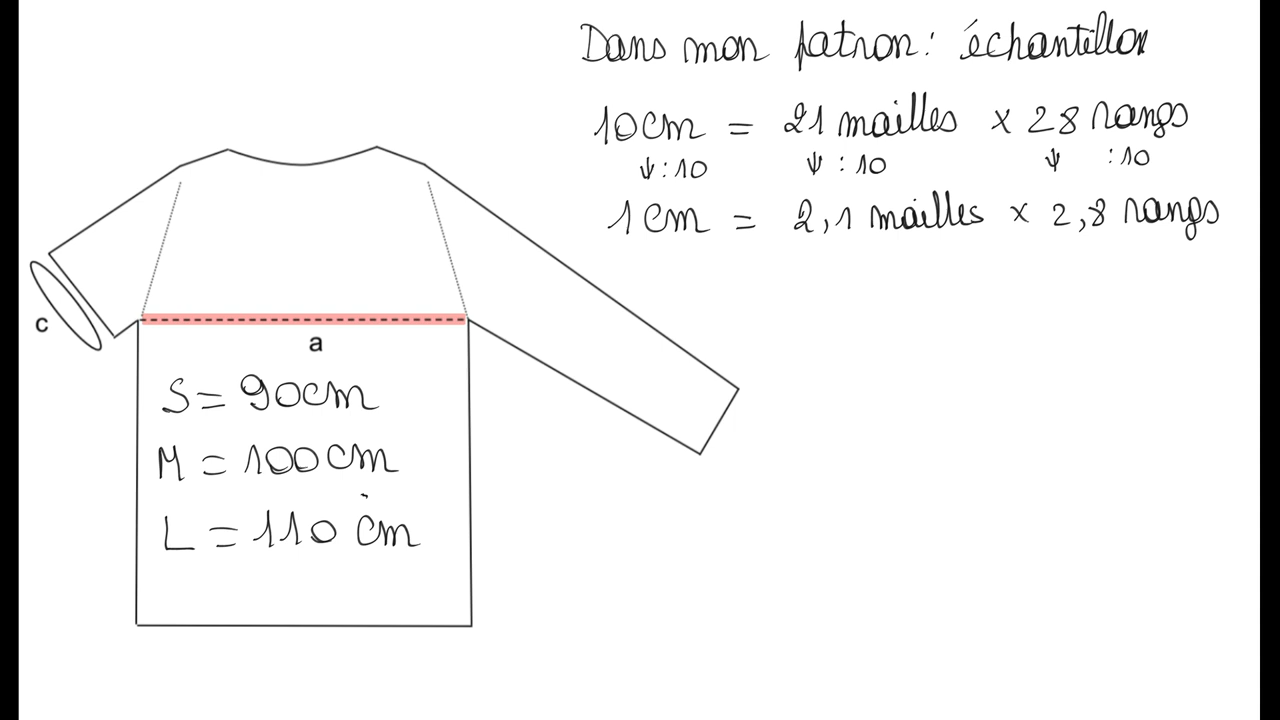 Dans mon patron : échantillon
10cm = 21 mailles x 28 rangs
↓ : 10 ↓ : 10 ↓ : 10
1cm = 2,1 mailles x 2,8 rangs
c
a
S = 90cm
M = 100cm
L = 110 cm